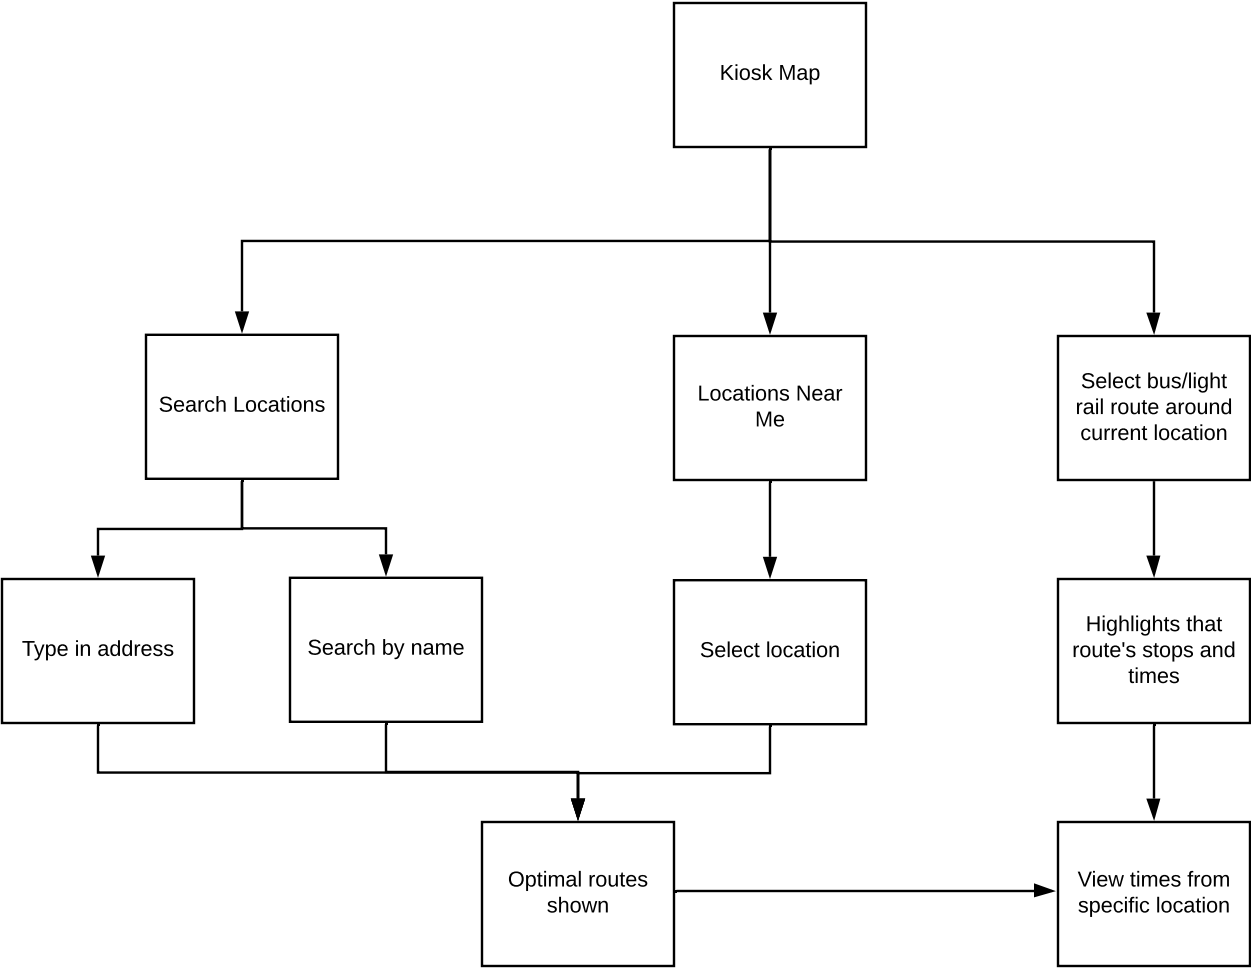 Kiosk Map
Search Locations
Locations Near
Me
Select bus/light
rail route around
current location
Type in address
Search by name
Select location
Highlights that
route's stops and
times
Optimal routes
shown
View times from
specific location